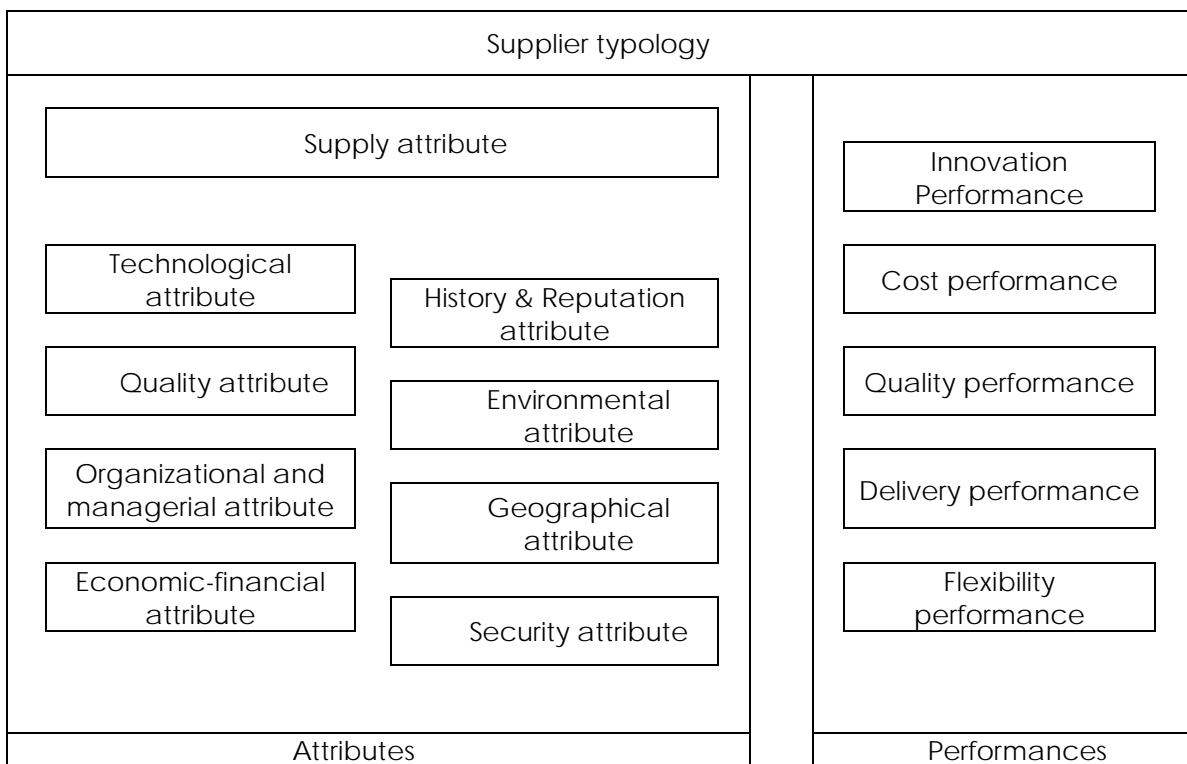 Supplier typology
Supply attribute
Technological
attribute
Quality attribute
Organizational and
managerial attribute
Economic-financial
attribute
History & Reputation
attribute
Environmental
attribute
Geographical
attribute
Security attribute
Attributes
Innovation
Performance
Cost performance
Quality performance
Delivery performance
Flexibility
performance
Performances